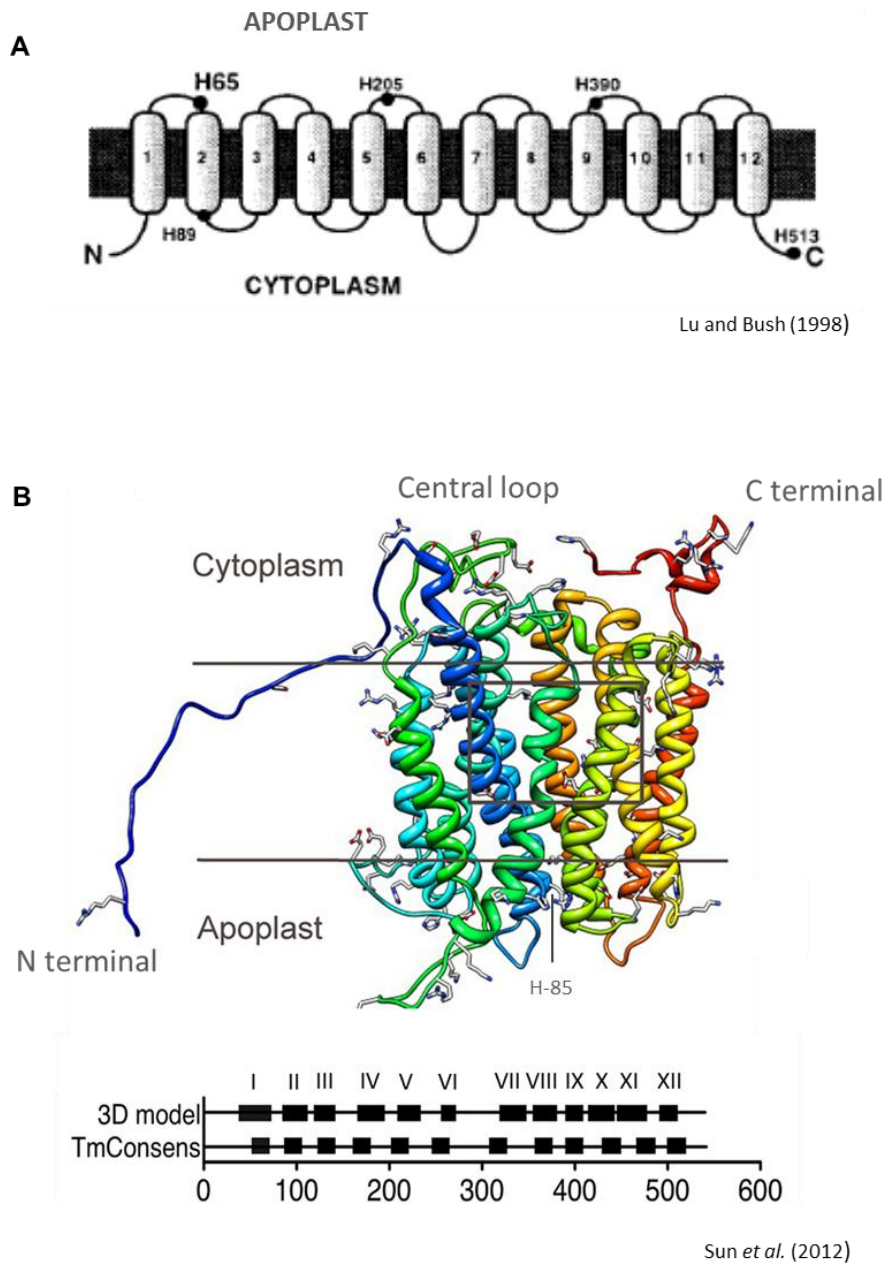 APOPLAST
A
H65 H205 H390
1 2 3 4 5 6 7 8 9 10 11 12
H89 H513
N C
CYTOPLASM
Lu and Bush (1998)
B
Central loop C terminal
Cytoplasm
Apoplast
N terminal
H-85
I II III IV V VI VII VIII IX X XI XII
3D model
TmConsens
0 100 200 300 400 500 600
Sun et al. (2012)